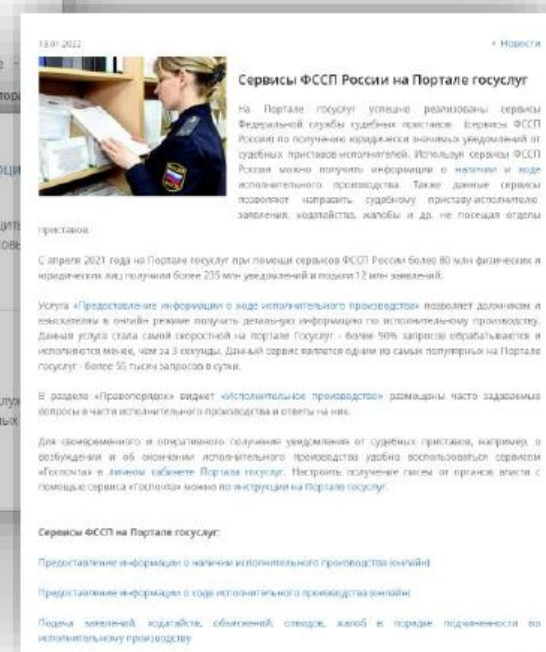 13.01.2022
Новости
Сервисы ФССП России на Портале госуслуг
На Портале госуслуг успешно реализованы сервисы
Федеральной службы судебных приставов (сервисы ФССП
России) по получению юридически значимых уведомлений от
судебных приставов-исполнителей. Используя сервисы ФССП
России можно получить информацию о наличии и ходе
исполнительного производства. Также данные сервисы
позволяют направить судебному приставу-исполнителю
заявления, ходатайства, жалобы и др. не посещая отделы
приставов.
С апреля 2021 года на Портале госуслуг при помощи сервисов ФССП России более 80 млн физических и
юридических лиц получили более 235 млн уведомлений и подали 12 млн заявлений.
Услуга «Предоставление информации о ходе исполнительного производства» позволяет должникам и
взыскателям в онлайн режиме получать детальную информацию по исполнительному производству.
Данная услуга стала самой скоростной на портале Госуслуг - более 90% запросов обрабатываются и
исполняются менее, чем за 3 секунды. Данный сервис является одним из самых популярных на Портале
госуслуг - более 55 тысяч запросов в сутки.
В разделе «Правопорядок» виджет «Исполнительное производство» размещены часто задаваемые
вопросы в части исполнительного производства и ответы на них.
Для своевременного и оперативного получения уведомления от судебных приставов, например, о
возбуждении и об окончании исполнительного производства удобно воспользоваться сервисом
«Госпочта» в личном кабинете Портала госуслуг. Настроить получение писем от органов власти с
помощью сервиса «Госпочта» можно по инструкции на Портале госуслуг.
Сервисы ФССП на Портале госуслуг:
Предоставление информации о наличии исполнительного производства (онлайн)
Предоставление информации о ходе исполнительного производства (онлайн)
Подача заявлений, ходатайств, объяснений, отводов, жалоб в порядке подчиненности по
исполнительному производству